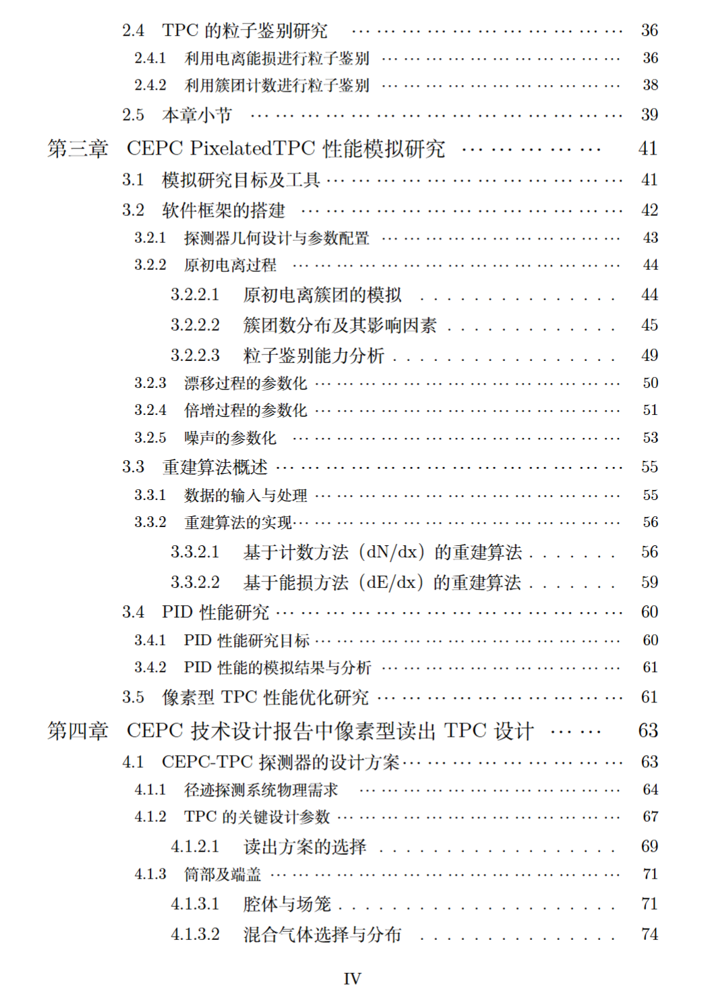 2.4 TPC 的粒子鉴别研究 ⋯⋯⋯⋯⋯⋯⋯⋯⋯⋯⋯ 36
2.4.1 利用电离能损进行粒子鉴别 ⋯⋯⋯⋯⋯⋯⋯⋯⋯⋯⋯ 36
2.4.2 利用簇团计数进行粒子鉴别 ⋯⋯⋯⋯⋯⋯⋯⋯⋯⋯⋯ 38
2.5 本章小节 ⋯⋯⋯⋯⋯⋯⋯⋯⋯⋯⋯⋯⋯⋯⋯ 39
第三章 CEPC PixelatedTPC 性能模拟研究 ⋯⋯⋯⋯⋯ 41
3.1 模拟研究目标及工具 ⋯⋯⋯⋯⋯⋯⋯⋯⋯⋯⋯⋯ 41
3.2 软件框架的搭建 ⋯⋯⋯⋯⋯⋯⋯⋯⋯⋯⋯⋯⋯ 42
3.2.1 探测器几何设计与参数配置 ⋯⋯⋯⋯⋯⋯⋯⋯⋯⋯⋯ 43
3.2.2 原初电离过程 ⋯⋯⋯⋯⋯⋯⋯⋯⋯⋯⋯⋯⋯⋯⋯ 44
3.2.2.1 原初电离簇团的模拟 . . . . . . . . . . . . . . . 44
3.2.2.2 簇团数分布及其影响因素 . . . . . . . . . . . . . 45
3.2.2.3 粒子鉴别能力分析 . . . . . . . . . . . . . . . . . 49
3.2.3 漂移过程的参数化 ⋯⋯⋯⋯⋯⋯⋯⋯⋯⋯⋯⋯⋯⋯ 50
3.2.4 倍增过程的参数化 ⋯⋯⋯⋯⋯⋯⋯⋯⋯⋯⋯⋯⋯⋯ 51
3.2.5 噪声的参数化 ⋯⋯⋯⋯⋯⋯⋯⋯⋯⋯⋯⋯⋯⋯⋯ 53
3.3 重建算法概述 ⋯⋯⋯⋯⋯⋯⋯⋯⋯⋯⋯⋯⋯⋯ 55
3.3.1 数据的输入与处理 ⋯⋯⋯⋯⋯⋯⋯⋯⋯⋯⋯⋯⋯⋯ 55
3.3.2 重建算法的实现⋯⋯⋯⋯⋯⋯⋯⋯⋯⋯⋯⋯⋯⋯⋯ 56
3.3.2.1 基于计数方法（dN/dx）的重建算法 . . . . . . . 56
3.3.2.2 基于能损方法（dE/dx）的重建算法 . . . . . . . 59
3.4 PID 性能研究 ⋯⋯⋯⋯⋯⋯⋯⋯⋯⋯⋯⋯⋯⋯ 60
3.4.1 PID 性能研究目标 ⋯⋯⋯⋯⋯⋯⋯⋯⋯⋯⋯⋯⋯⋯ 60
3.4.2 PID 性能的模拟结果与分析 ⋯⋯⋯⋯⋯⋯⋯⋯⋯⋯⋯ 61
3.5 像素型 TPC 性能优化研究 ⋯⋯⋯⋯⋯⋯⋯⋯⋯⋯ 61
第四章 CEPC 技术设计报告中像素型读出 TPC 设计 ⋯⋯ 63
4.1 CEPC-TPC 探测器的设计方案⋯⋯⋯⋯⋯⋯⋯⋯⋯ 63
4.1.1 径迹探测系统物理需求 ⋯⋯⋯⋯⋯⋯⋯⋯⋯⋯⋯⋯ 64
4.1.2 TPC 的关键设计参数 ⋯⋯⋯⋯⋯⋯⋯⋯⋯⋯⋯⋯⋯ 67
4.1.2.1 读出方案的选择 . . . . . . . . . . . . . . . . . . 69
4.1.3 筒部及端盖 ⋯⋯⋯⋯⋯⋯⋯⋯⋯⋯⋯⋯⋯⋯⋯⋯ 71
4.1.3.1 腔体与场笼 . . . . . . . . . . . . . . . . . . . . . 71
4.1.3.2 混合气体选择与分布 . . . . . . . . . . . . . . . 74
IV